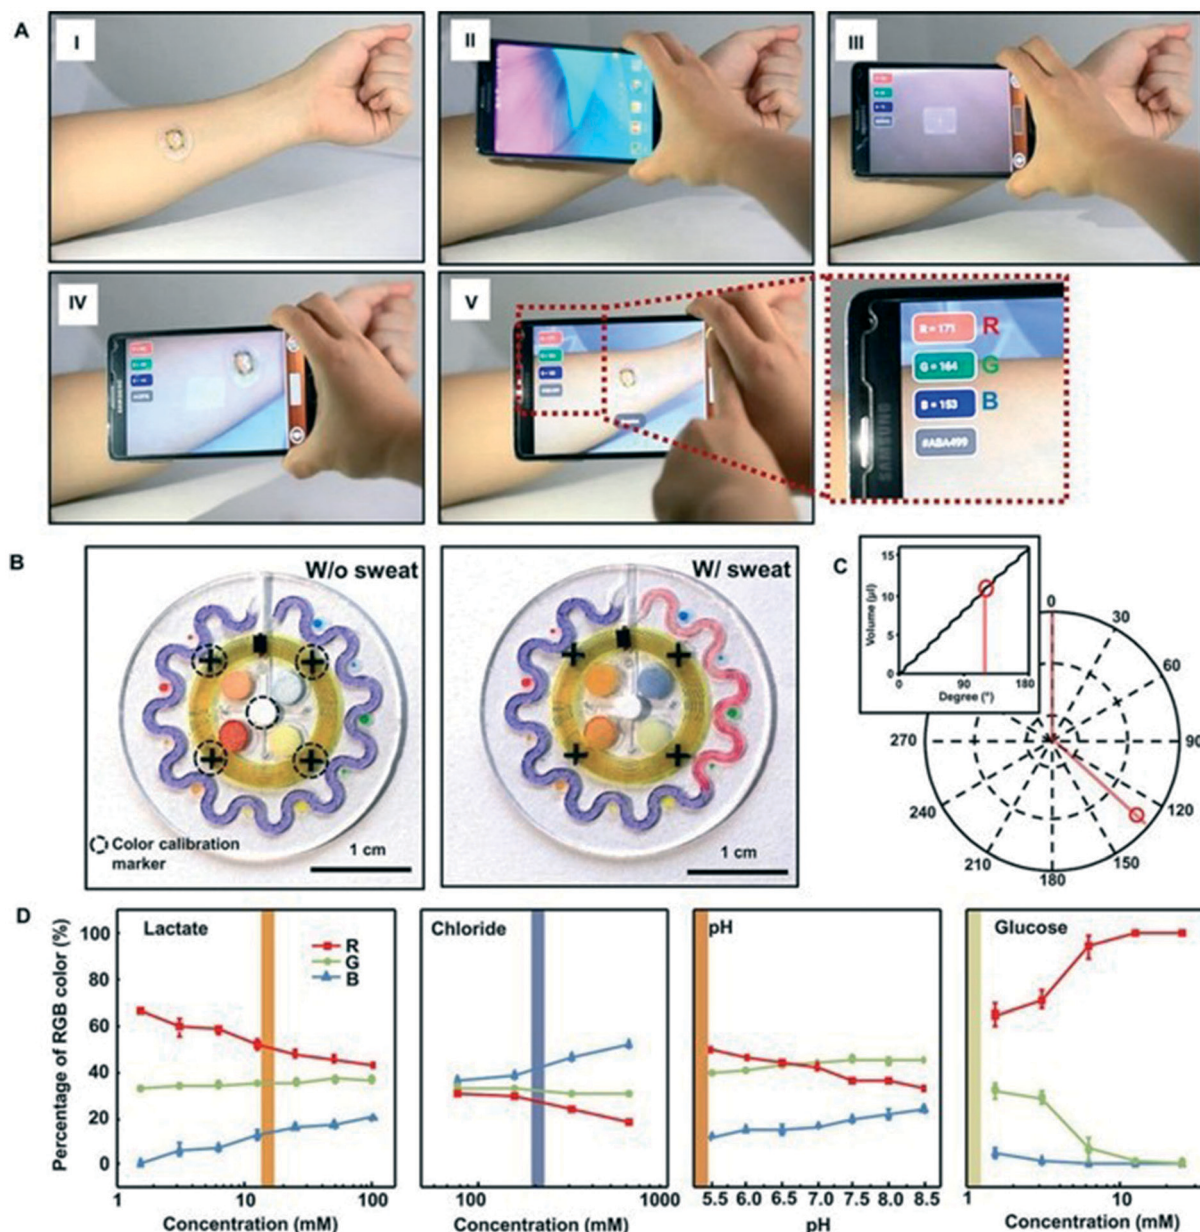 A
I
II
III
IV
V
R = 171 R
G = 164 G
B = 153 B
#ABA499
SAMSUNG
B
W/o sweat
W/ sweat
Color calibration
marker
1 cm
1 cm
C
15
10
5
0
Volume (µl)
0 90 180
Degree (°)
0
30
60
90
120
150
180
210
240
270
D
Percentage of RGB color (%)
100
80
60
40
20
0
Lactate
R
G
B
1 10 100
Concentration (mM)
Chloride
100 1000
Concentration (mM)
pH
5.5 6.0 6.5 7.0 7.5 8.0 8.5
pH
Glucose
1 10
Concentration (mM)